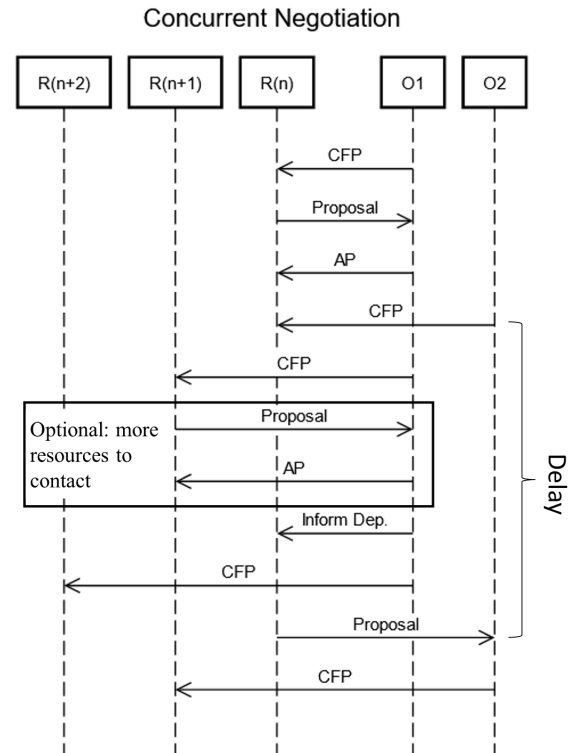 Concurrent Negotiation
R(n+2)
R(n+1)
R(n)
O1
O2
CFP
Proposal
AP
CFP
CFP
Proposal
Optional: more
resources to
contact
AP
Delay
Inform Dep.
CFP
Proposal
CFP